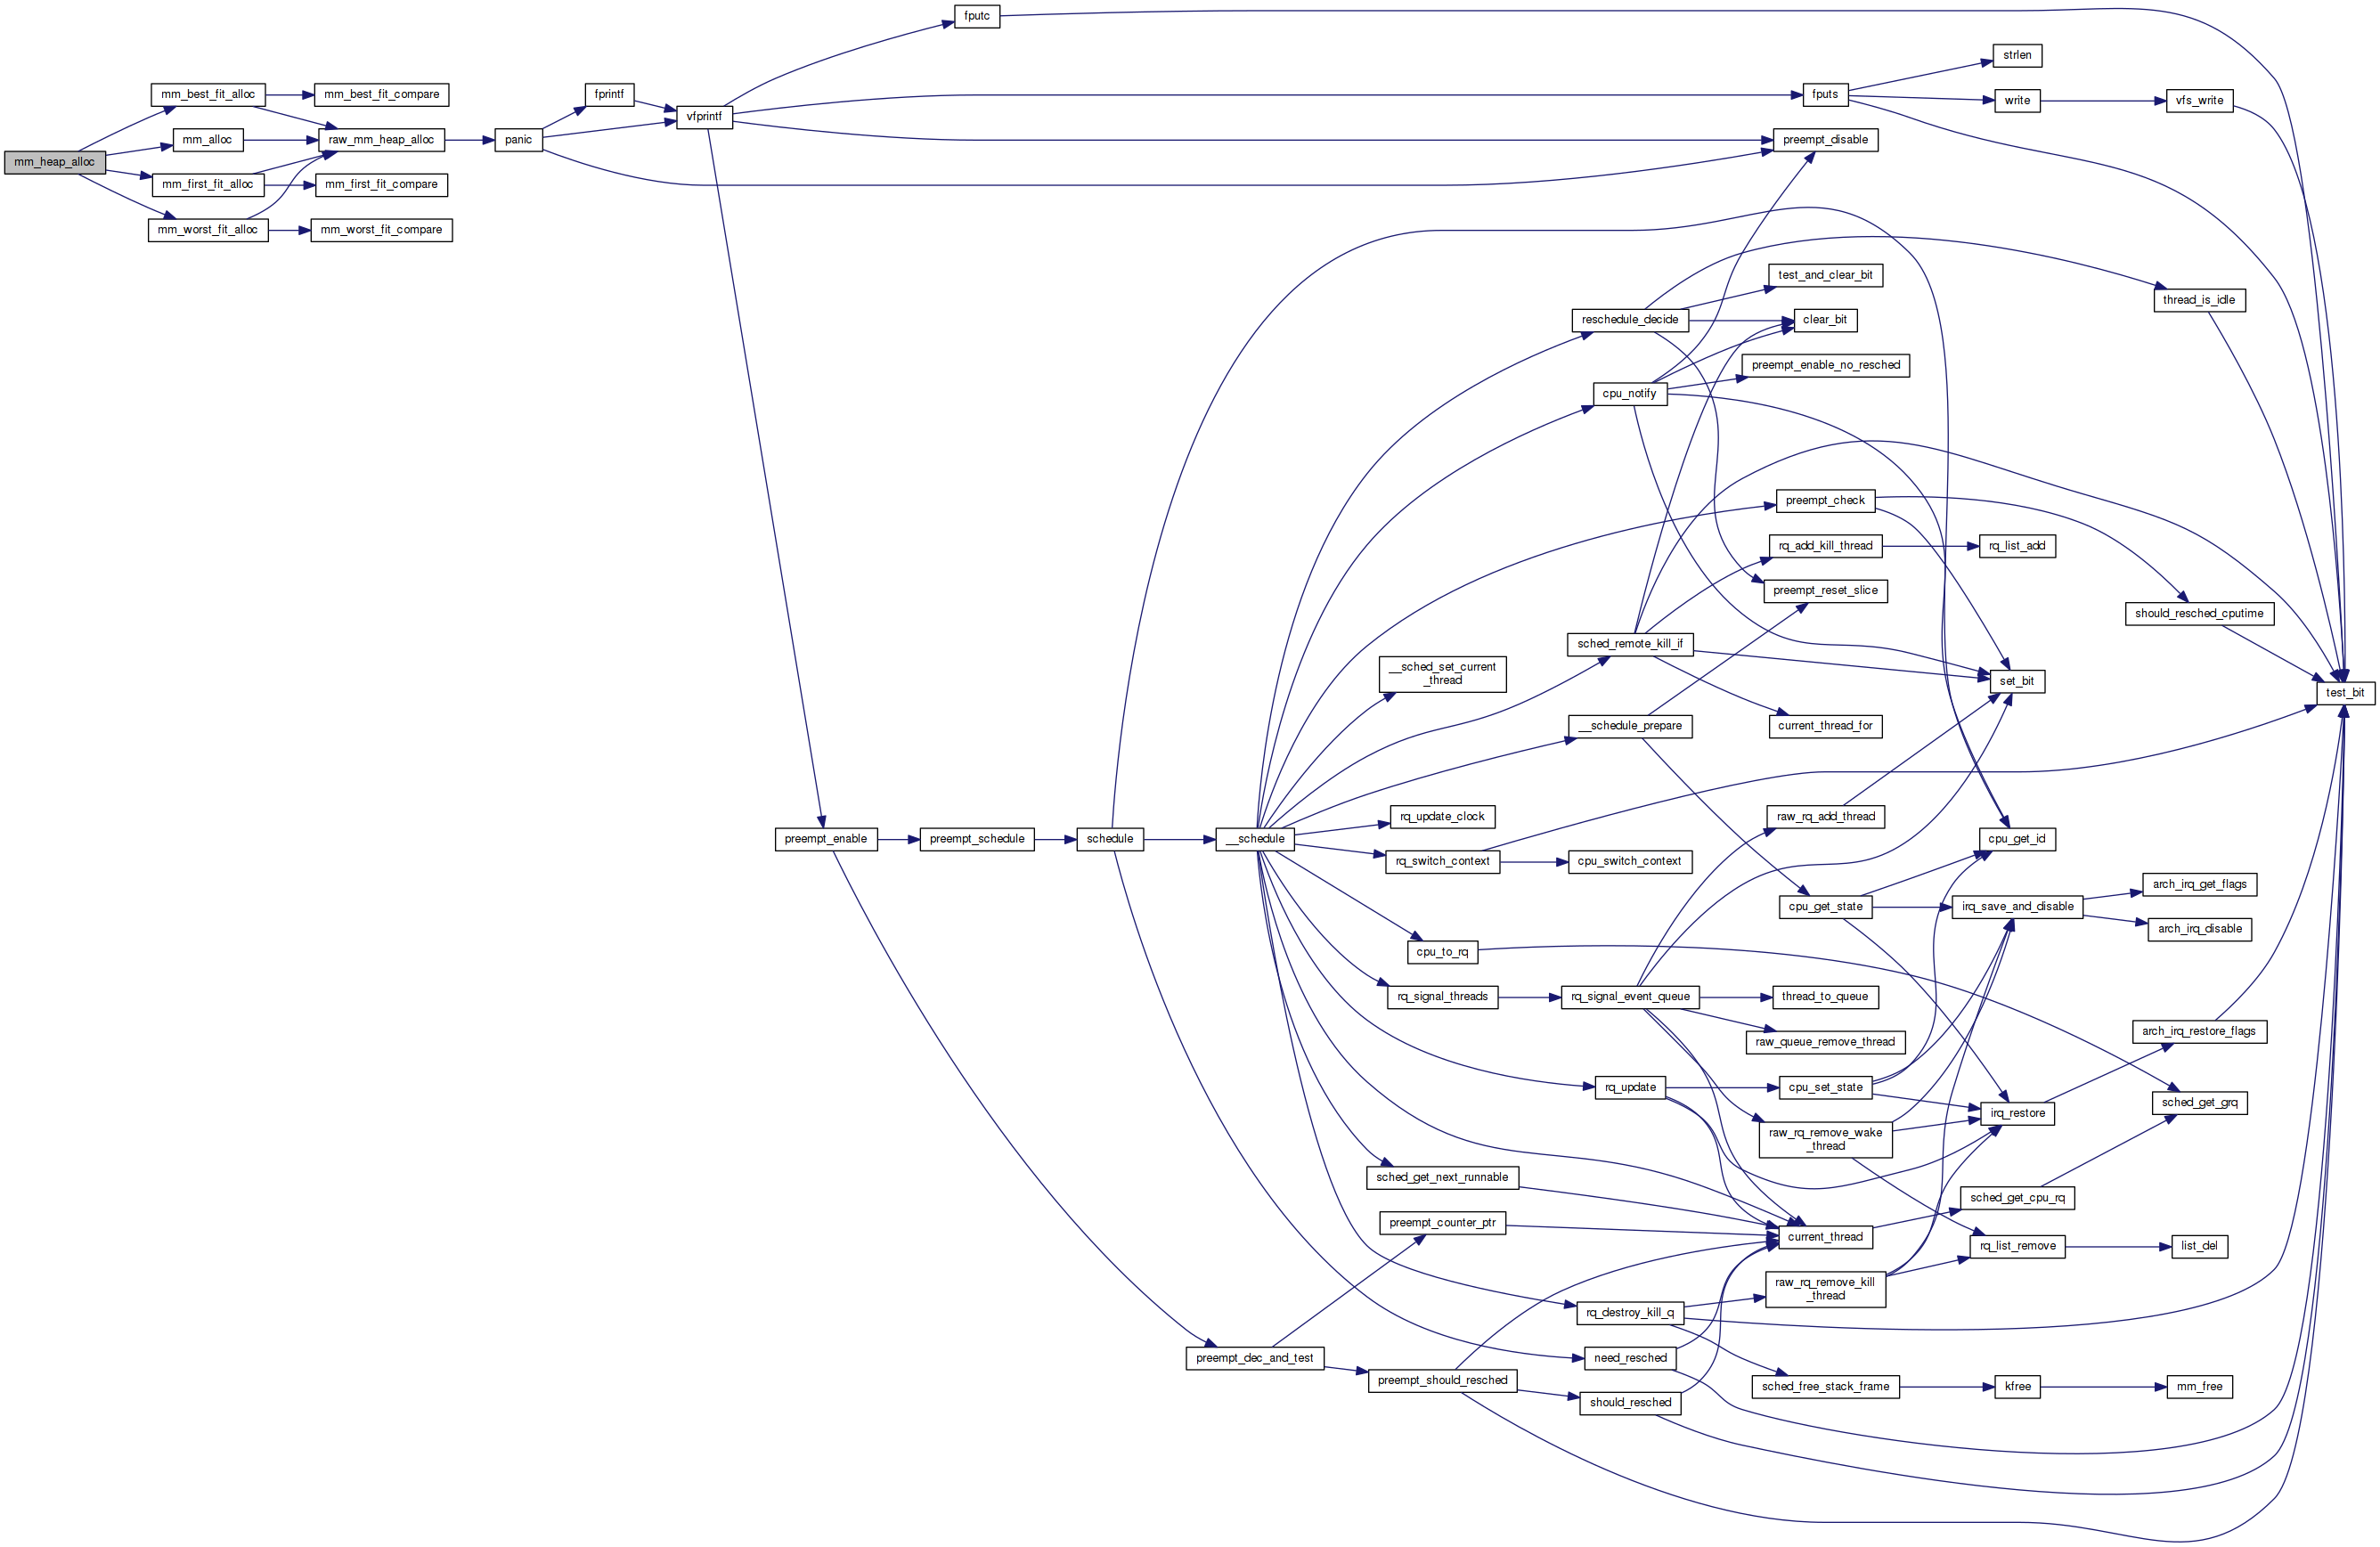 fputc
strlen
mm_best_fit_alloc
mm_best_fit_compare
fprintf
fputs
write
vfs_write
vfprintf
mm_alloc
raw_mm_heap_alloc
panic
preempt_disable
mm_heap_alloc
mm_first_fit_alloc
mm_first_fit_compare
mm_worst_fit_alloc
mm_worst_fit_compare
test_and_clear_bit
thread_is_idle
reschedule_decide
clear_bit
preempt_enable_no_resched
cpu_notify
preempt_check
rq_add_kill_thread
rq_list_add
preempt_reset_slice
should_resched_cputime
sched_remote_kill_if
__sched_set_current
_thread
set_bit
test_bit
__schedule_prepare
current_thread_for
rq_update_clock
raw_rq_add_thread
preempt_enable
preempt_schedule
schedule
__schedule
cpu_get_id
rq_switch_context
cpu_switch_context
arch_irq_get_flags
cpu_get_state
irq_save_and_disable
arch_irq_disable
cpu_to_rq
rq_signal_threads
rq_signal_event_queue
thread_to_queue
arch_irq_restore_flags
raw_queue_remove_thread
rq_update
cpu_set_state
sched_get_grq
irq_restore
raw_rq_remove_wake
_thread
sched_get_next_runnable
sched_get_cpu_rq
preempt_counter_ptr
current_thread
rq_list_remove
list_del
raw_rq_remove_kill
_thread
rq_destroy_kill_q
preempt_dec_and_test
need_resched
preempt_should_resched
sched_free_stack_frame
kfree
mm_free
should_resched